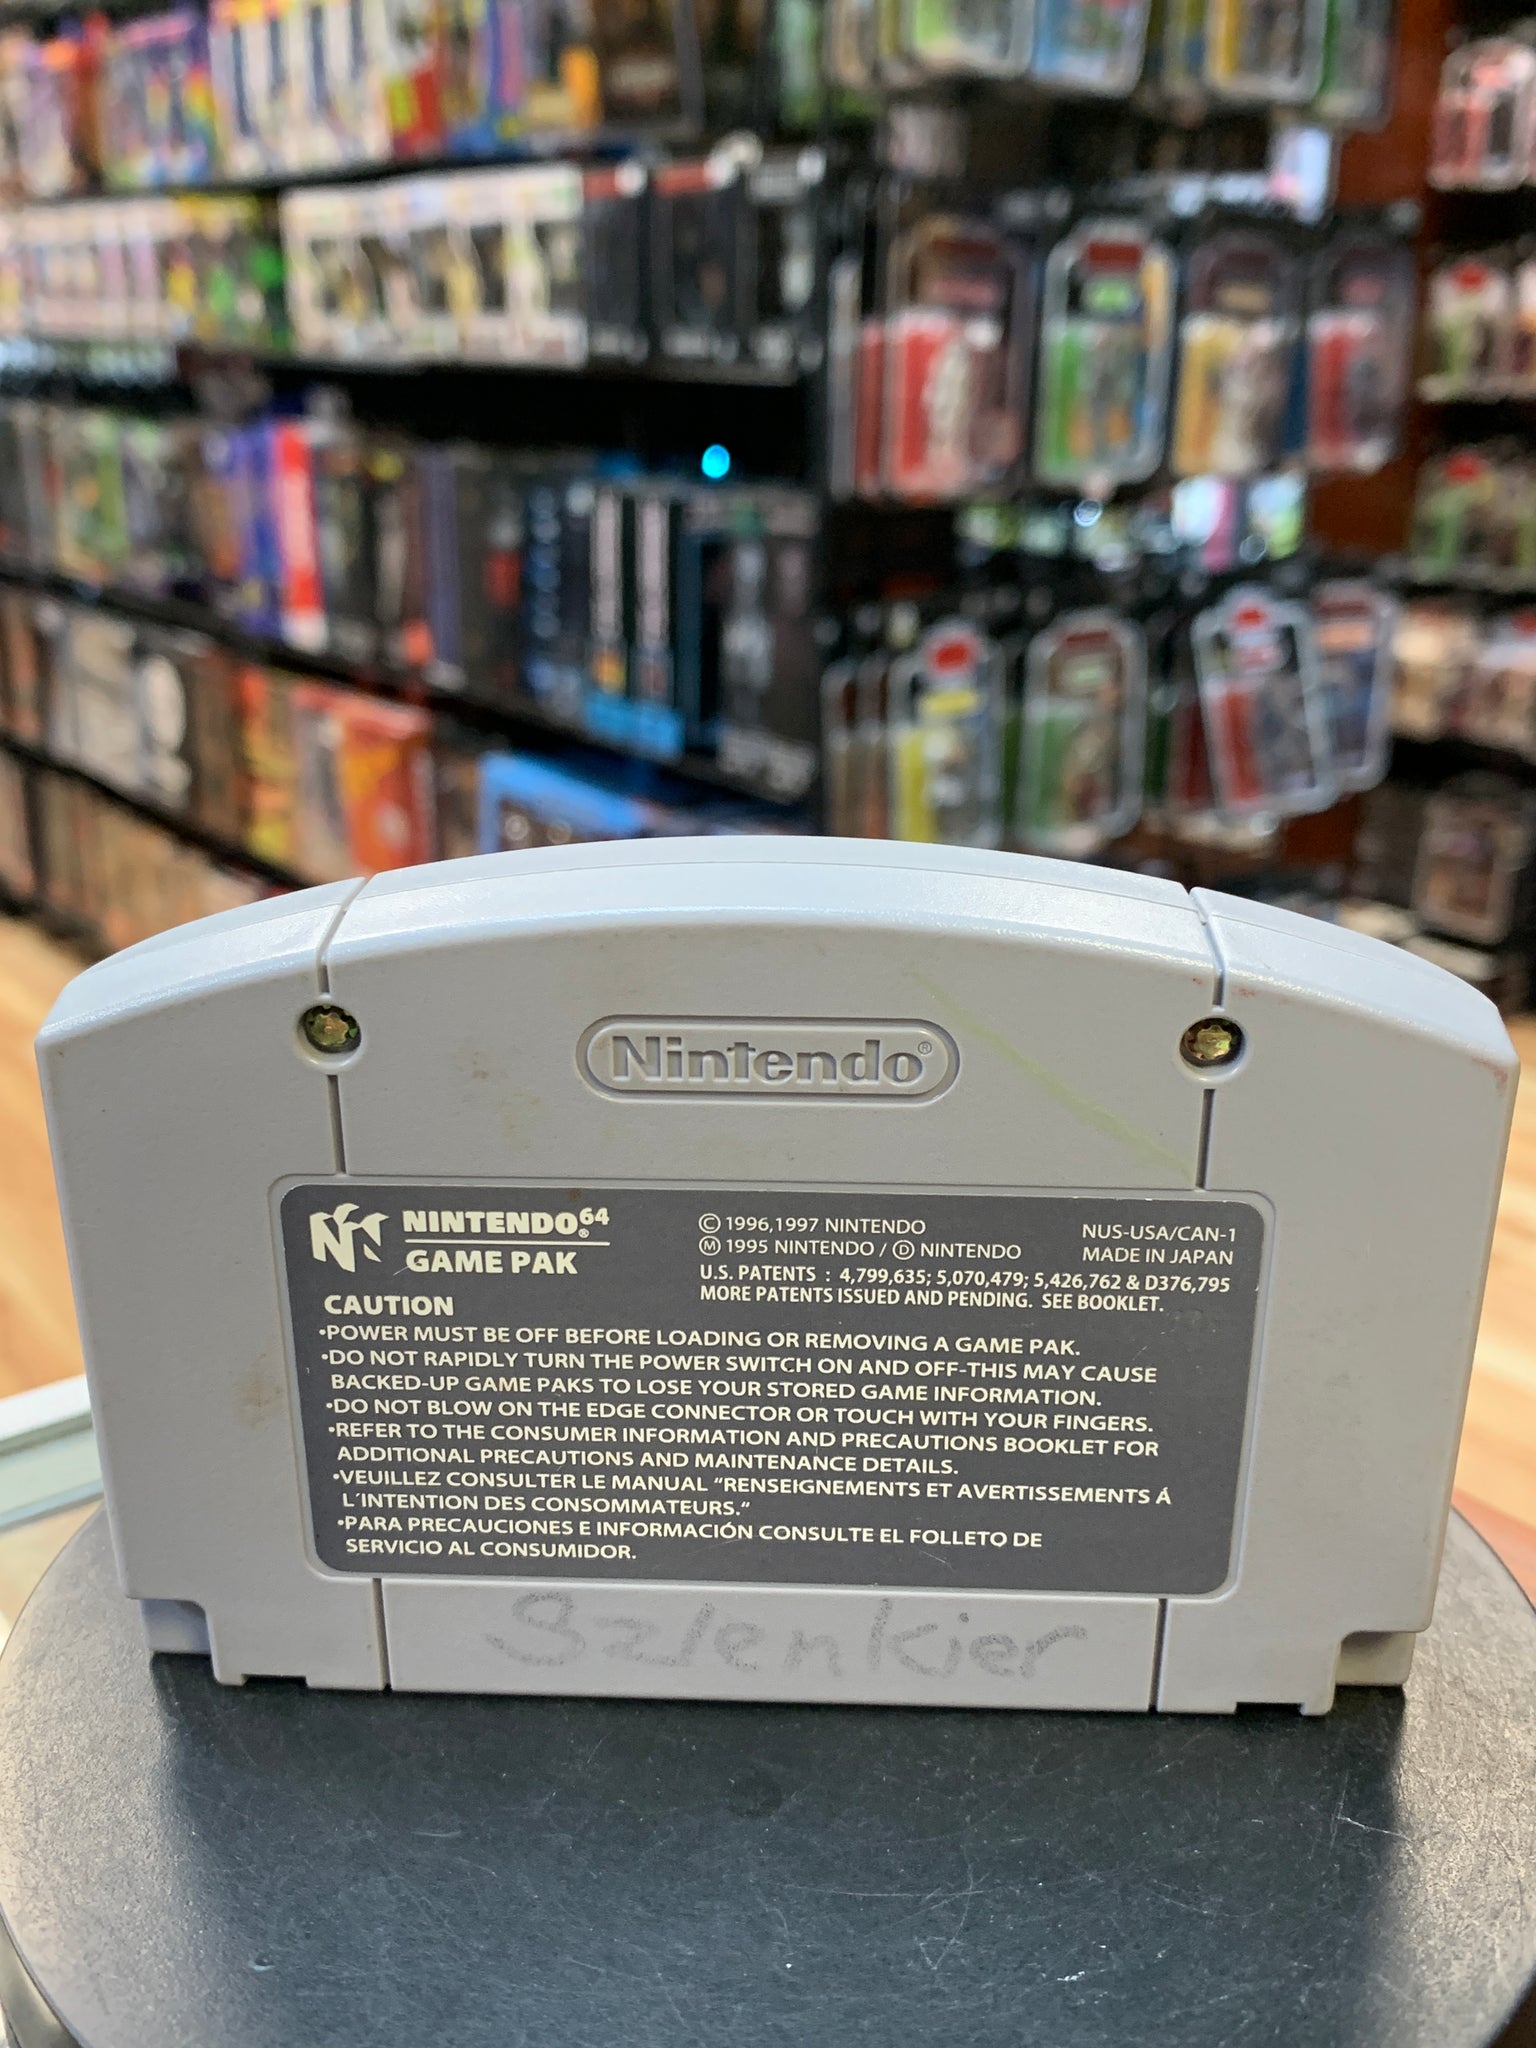 Nintendo®
NINTENDO64®
GAME PAK
© 1996,1997 NINTENDO
Ⓜ 1995 NINTENDO / Ⓓ NINTENDO
NUS-USA/CAN-1
MADE IN JAPAN
U.S. PATENTS : 4,799,635; 5,070,479; 5,426,762 & D376,795
MORE PATENTS ISSUED AND PENDING. SEE BOOKLET.
CAUTION
•POWER MUST BE OFF BEFORE LOADING OR REMOVING A GAME PAK.
•DO NOT RAPIDLY TURN THE POWER SWITCH ON AND OFF-THIS MAY CAUSE
BACKED-UP GAME PAKS TO LOSE YOUR STORED GAME INFORMATION.
•DO NOT BLOW ON THE EDGE CONNECTOR OR TOUCH WITH YOUR FINGERS.
•REFER TO THE CONSUMER INFORMATION AND PRECAUTIONS BOOKLET FOR
ADDITIONAL PRECAUTIONS AND MAINTENANCE DETAILS.
•VEUILLEZ CONSULTER LE MANUAL “RENSEIGNEMENTS ET AVERTISSEMENTS Á
L´INTENTION DES CONSOMMATEURS.“
•PARA PRECAUCIONES E INFORMACIÓN CONSULTE EL FOLLETO DE
SERVICIO AL CONSUMIDOR.
Szlenkier